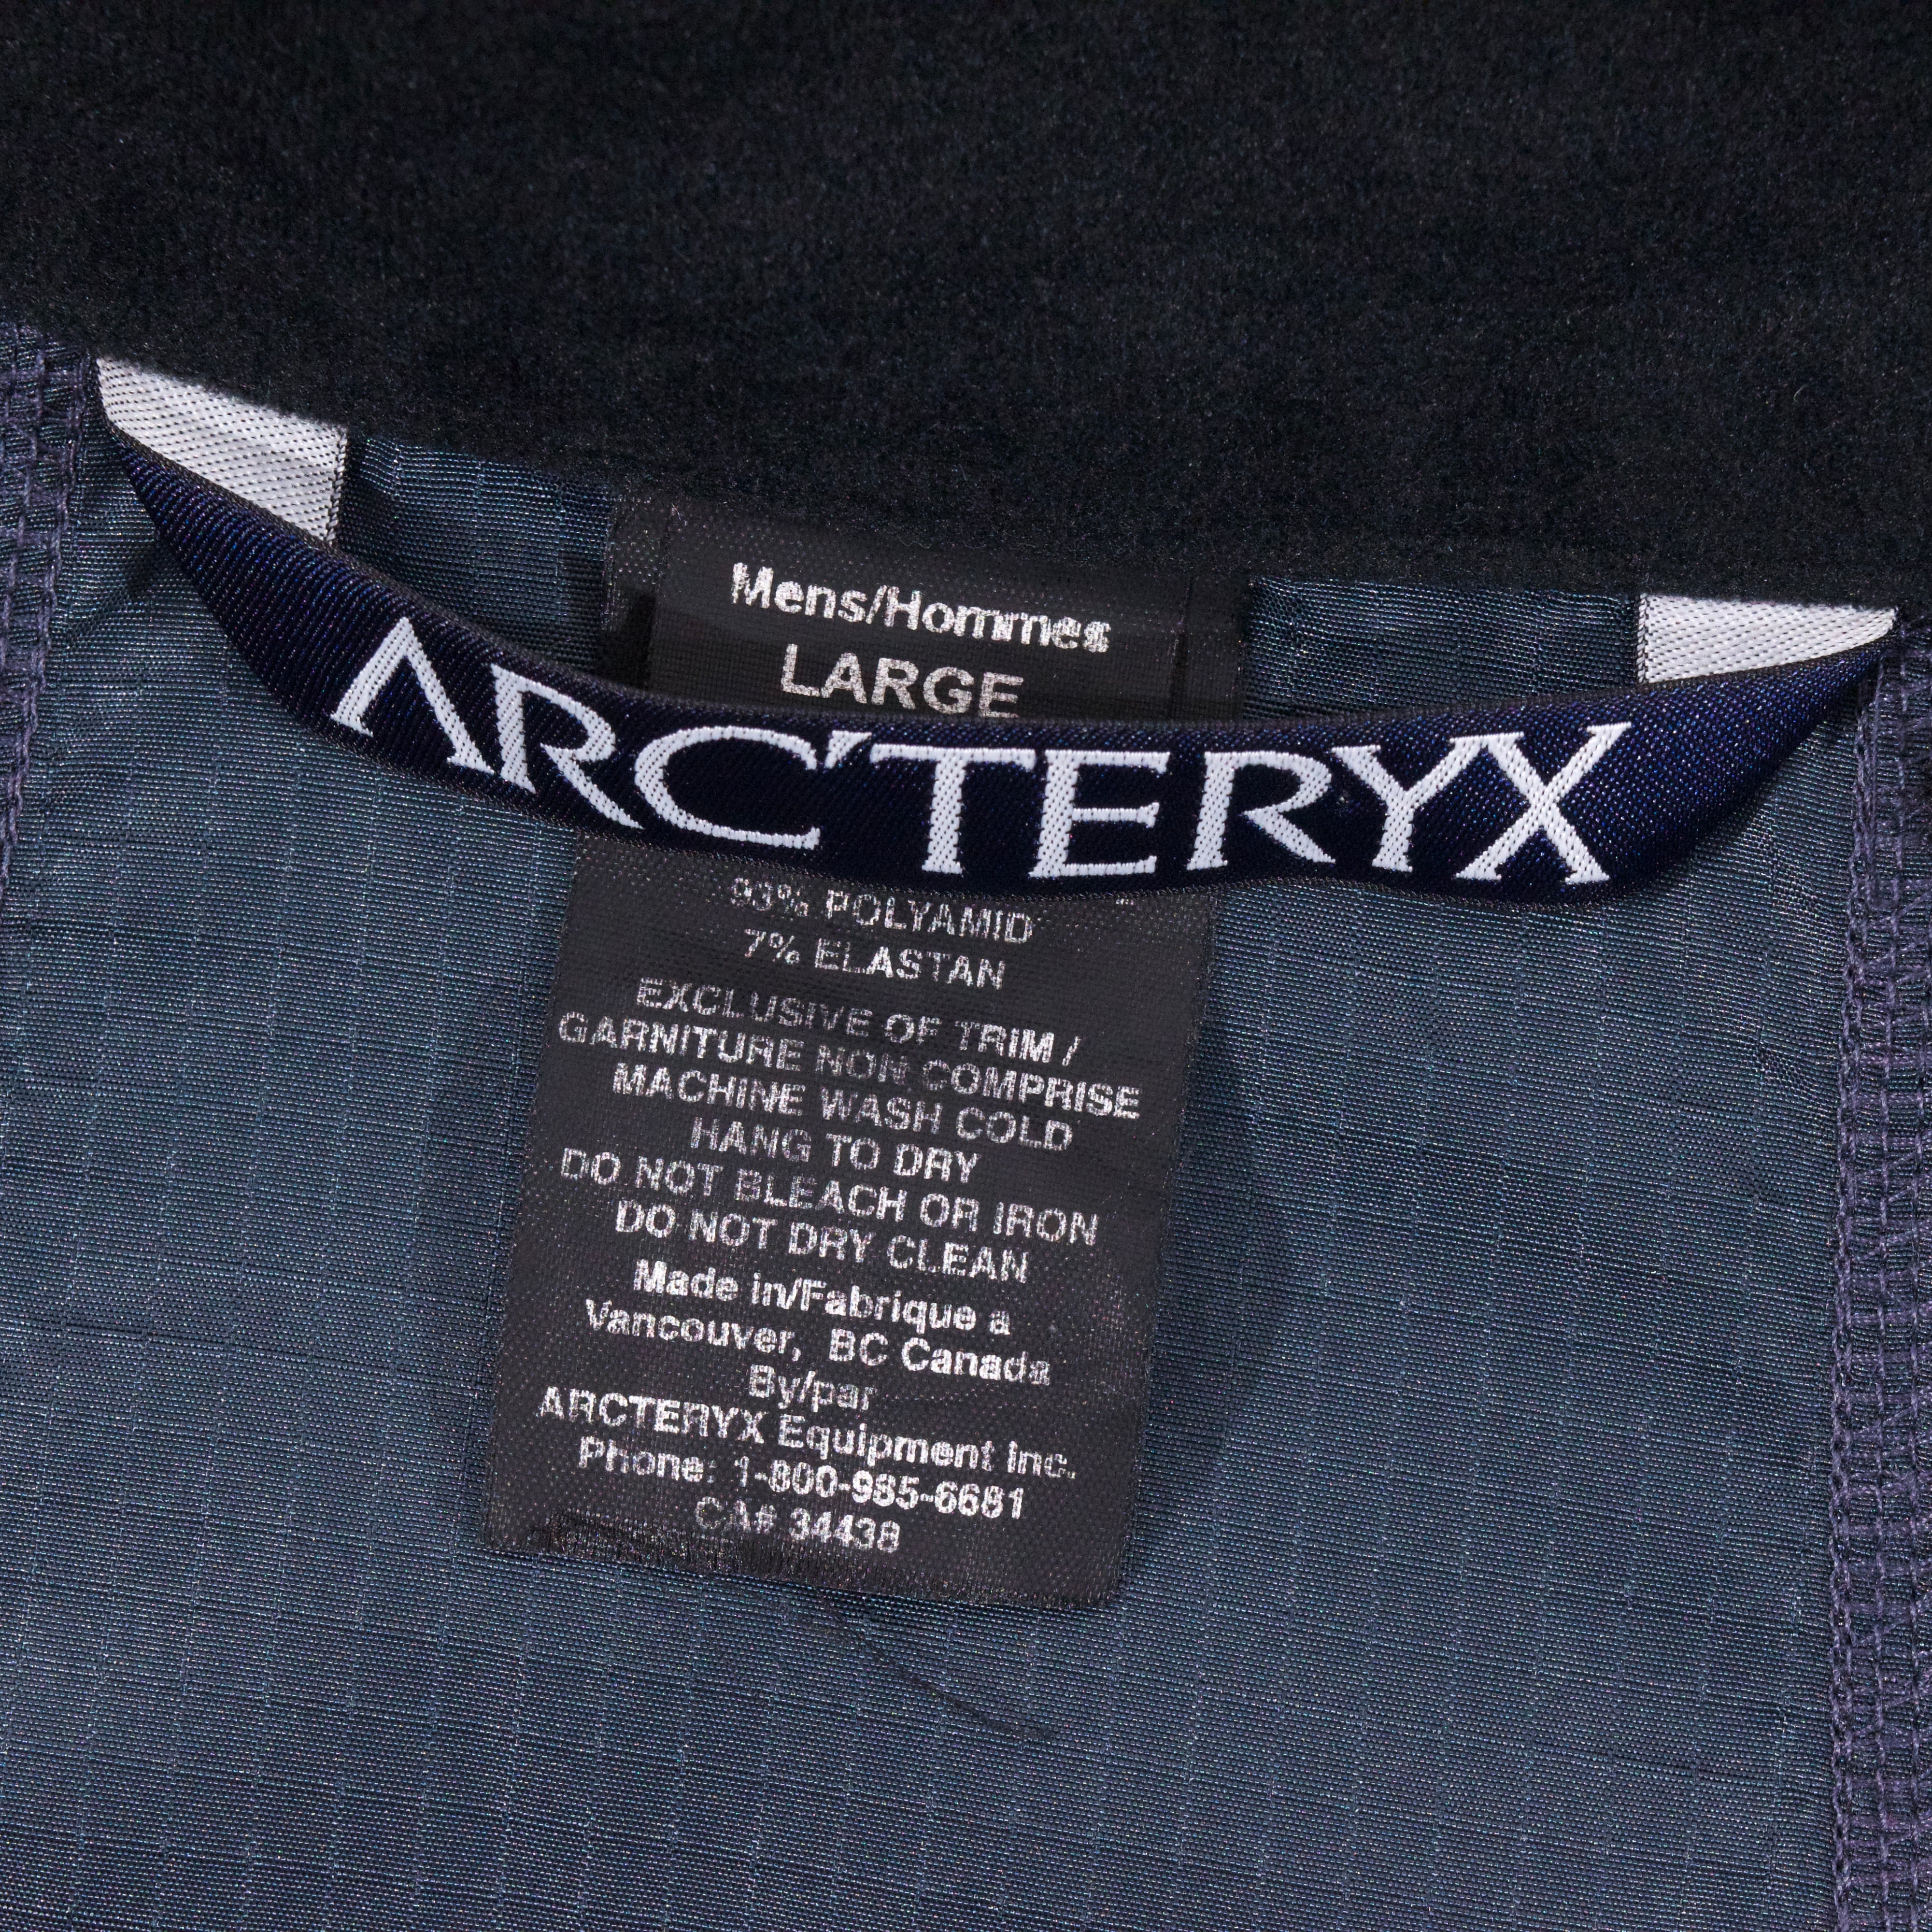 Mens/Hommes
LARGE
ARC'TERYX
93% POLYAMID
7% ELASTAN
EXCLUSIVE OF TRIM /
GARNITURE NON COMPRISE
MACHINE WASH COLD
HANG TO DRY
DO NOT BLEACH OR IRON
DO NOT DRY CLEAN
Made in/Fabrique a
Vancouver, BC Canada
By/par
ARCTERYX Equipment Inc.
Phone: 1-800-985-6681
CA# 34438